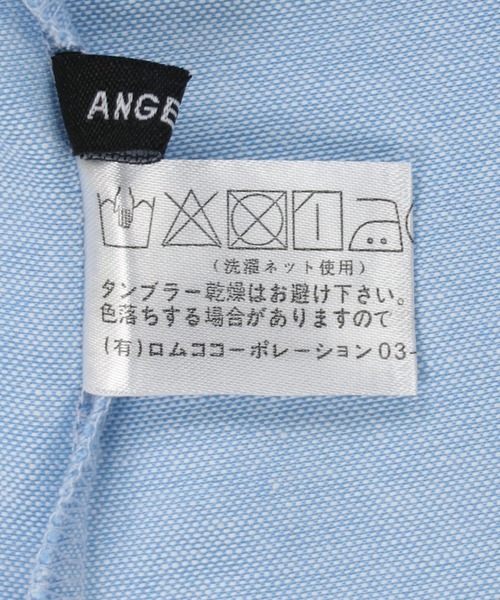 ANGE
(洗濯ネット使用)
タンブラー乾燥はお避け下さい。
色落ちする場合がありますので
(有)ロムココーポレーション 03-